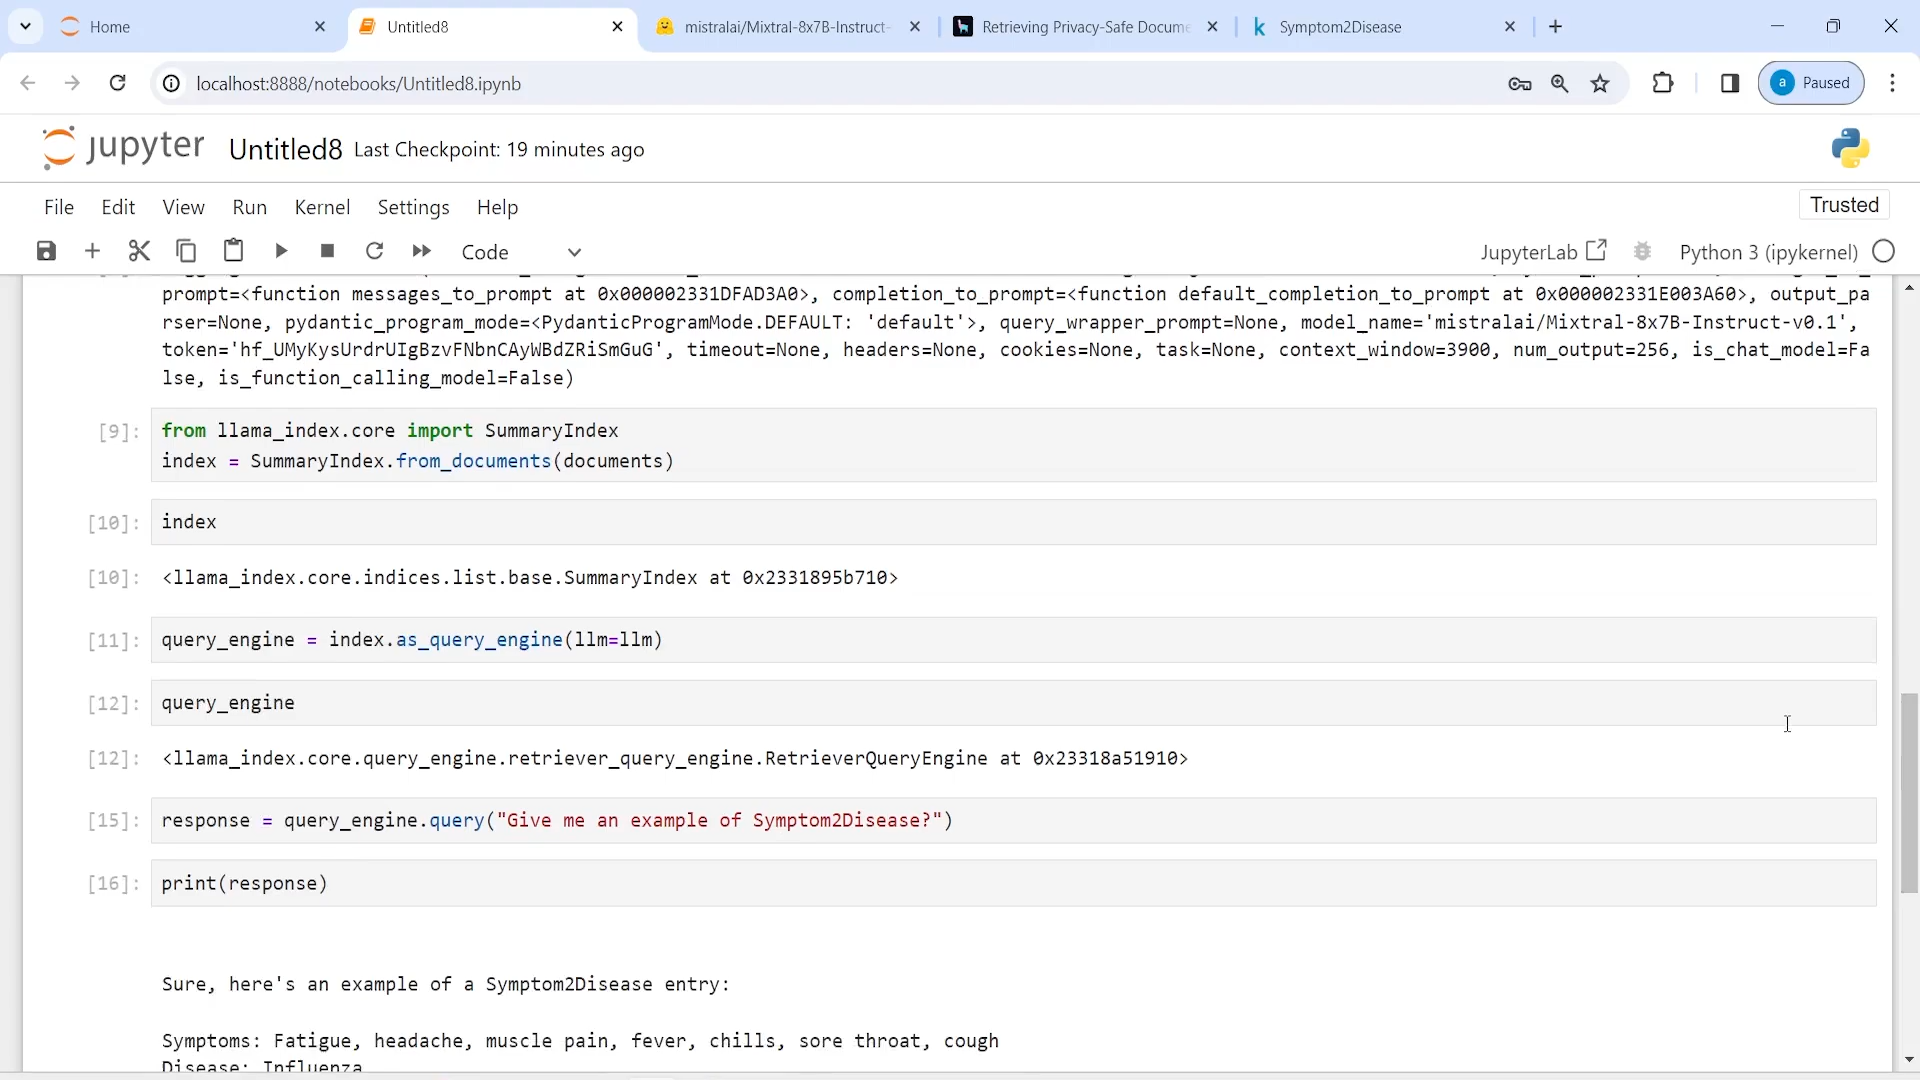 Home
Untitled8
mistralai/Mixtral-8x7B-Instruct-
Retrieving Privacy-Safe Docume
Symptom2Disease
localhost:8888/notebooks/Untitled8.ipynb
a Paused
jupyter Untitled8 Last Checkpoint: 19 minutes ago
File Edit View Run Kernel Settings Help
Trusted
Code
JupyterLab
Python 3 (ipykernel)
prompt=<function messages_to_prompt at 0x000002331DFAD3A0>, completion_to_prompt=<function default_completion_to_prompt at 0x000002331E003A60>, output_pa
rser=None, pydantic_program_mode=<PydanticProgramMode.DEFAULT: 'default'>, query_wrapper_prompt=None, model_name='mistralai/Mixtral-8x7B-Instruct-v0.1',
token='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', timeout=None, headers=None, cookies=None, task=None, context_window=3900, num_output=256, is_chat_model=Fa
lse, is_function_calling_model=False)
[9]: from llama_index.core import SummaryIndex
index = SummaryIndex.from_documents(documents)
[10]: index
[10]: <llama_index.core.indices.list.base.SummaryIndex at 0x2331895b710>
[11]: query_engine = index.as_query_engine(llm=llm)
[12]: query_engine
[12]: <llama_index.core.query_engine.retriever_query_engine.RetrieverQueryEngine at 0x23318a51910>
[15]: response = query_engine.query("Give me an example of Symptom2Disease?")
[16]: print(response)
Sure, here's an example of a Symptom2Disease entry:
Symptoms: Fatigue, headache, muscle pain, fever, chills, sore throat, cough
Disease: Influenza